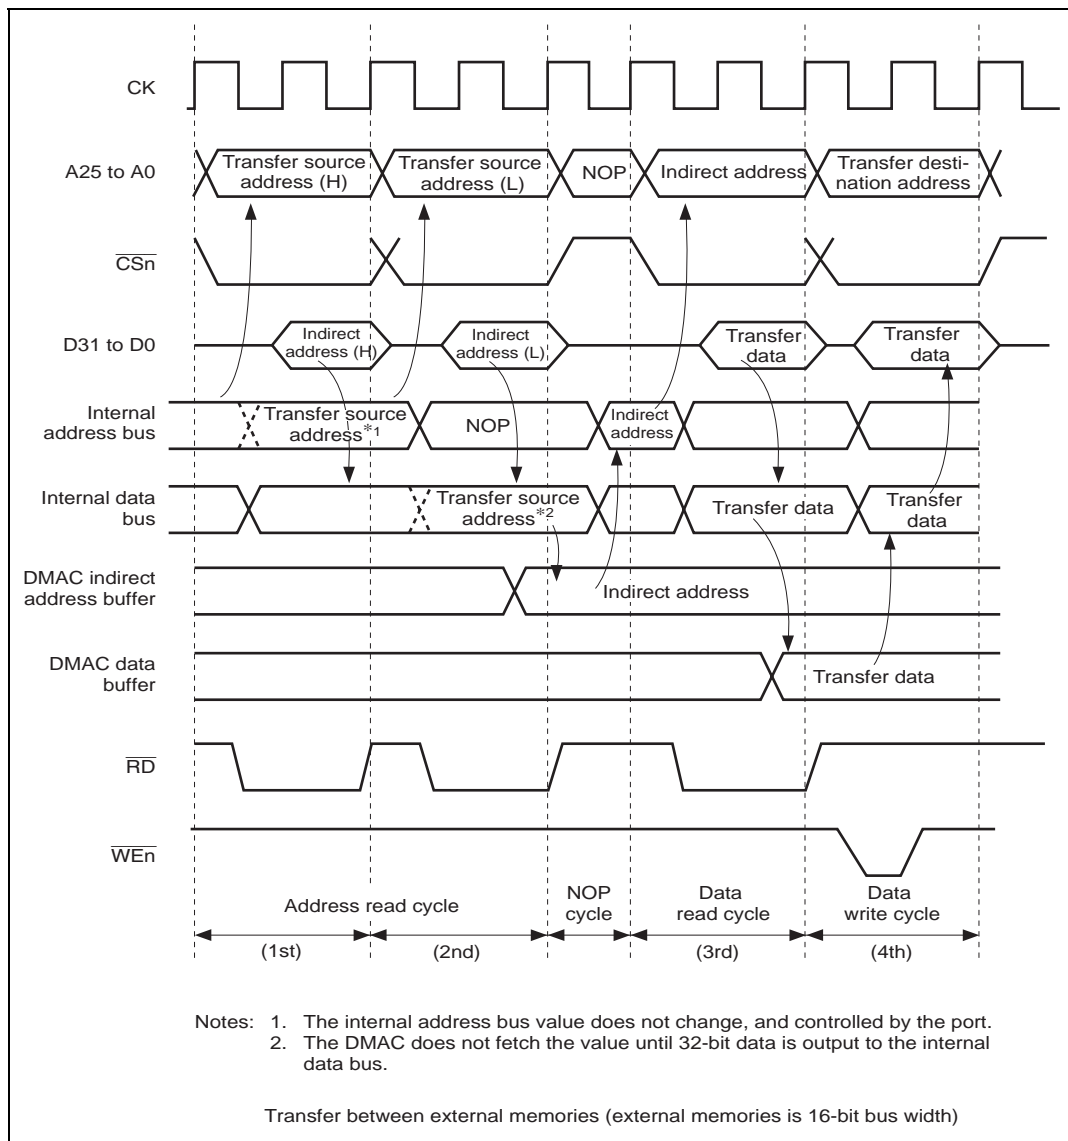 CK
A25 to A0
Transfer source
address (H)
Transfer source
address (L)
NOP
Indirect address
Transfer desti-
nation address
CSn
D31 to D0
Indirect
address (H)
Indirect
address (L)
Transfer
data
Transfer
data
Internal
address bus
Transfer source
address*1
NOP
Indirect
address
Internal data
bus
Transfer source
address*2
Transfer data
Transfer
data
DMAC indirect
address buffer
Indirect address
DMAC data
buffer
Transfer data
RD
WEn
Address read cycle
NOP
cycle
Data
read cycle
Data
write cycle
(1st)
(2nd)
(3rd)
(4th)
Notes: 1. The internal address bus value does not change, and controlled by the port.
2. The DMAC does not fetch the value until 32-bit data is output to the internal
data bus.
Transfer between external memories (external memories is 16-bit bus width)